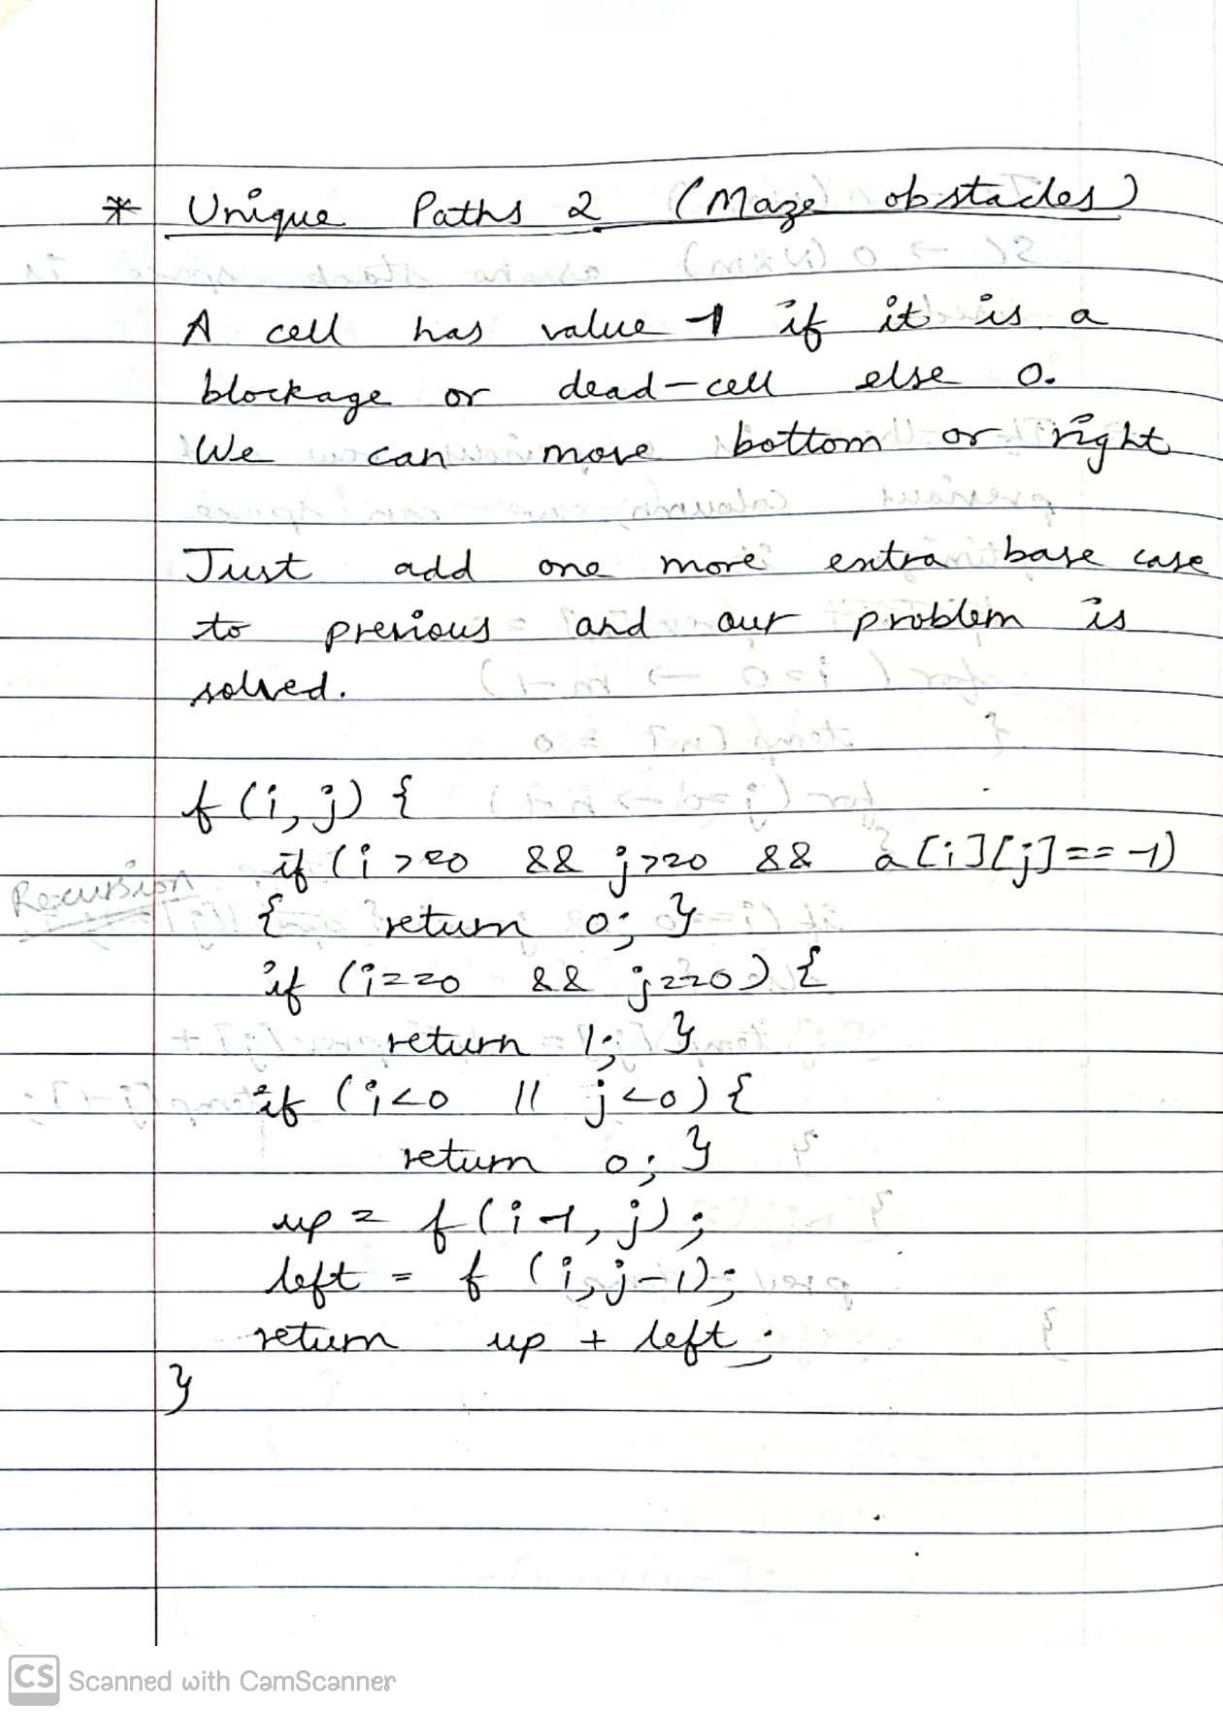 * Unique Paths 2 (Maze obstacles)
A cell has value -1 if it is a
blockage or dead-cell else 0.
We can move bottom or right
Just add one more extra base case
to previous and our problem is
solved.
f(i,j) {
if (i>=0 && j>=0 && a[i][j]==-1)
Recursion
{ return 0; }
if (i==0 && j==0) {
return 1; }
if (i<0 || j<0) {
return 0; }
up = f(i-1, j);
left = f (i, j-1);
return up + left;
}
CS Scanned with CamScanner